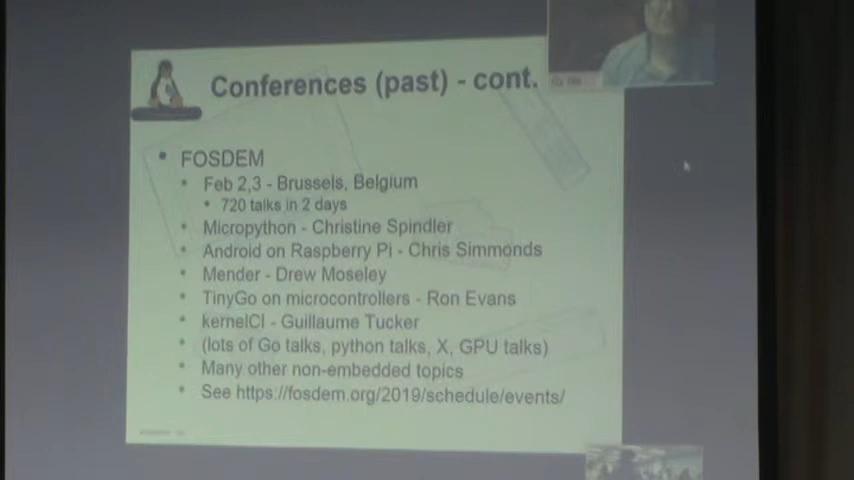 Conferences (past) - cont.
• FOSDEM
• Feb 2,3 - Brussels, Belgium
• 720 talks in 2 days
• Micropython - Christine Spindler
• Android on Raspberry Pi - Chris Simmonds
• Mender - Drew Moseley
• TinyGo on microcontrollers - Ron Evans
• kernelCI - Guillaume Tucker
• (lots of Go talks, python talks, X, GPU talks)
• Many other non-embedded topics
• See https://fosdem.org/2019/schedule/events/